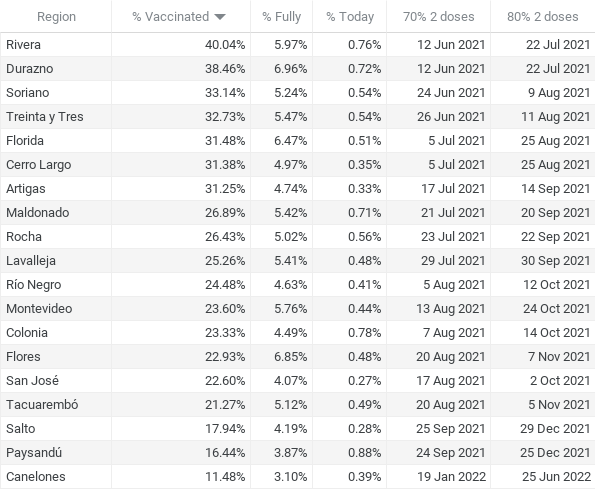 Region % Vaccinated % Fully % Today 70% 2 doses 80% 2 doses
Rivera 40.04% 5.97% 0.76% 12 Jun 2021 22 Jul 2021
Durazno 38.46% 6.96% 0.72% 12 Jun 2021 22 Jul 2021
Soriano 33.14% 5.24% 0.54% 24 Jun 2021 9 Aug 2021
Treinta y Tres 32.73% 5.47% 0.54% 26 Jun 2021 11 Aug 2021
Florida 31.48% 6.47% 0.51% 5 Jul 2021 25 Aug 2021
Cerro Largo 31.38% 4.97% 0.35% 5 Jul 2021 25 Aug 2021
Artigas 31.25% 4.74% 0.33% 17 Jul 2021 14 Sep 2021
Maldonado 26.89% 5.42% 0.71% 21 Jul 2021 20 Sep 2021
Rocha 26.43% 5.02% 0.56% 23 Jul 2021 22 Sep 2021
Lavalleja 25.26% 5.41% 0.48% 29 Jul 2021 30 Sep 2021
Río Negro 24.48% 4.63% 0.41% 5 Aug 2021 12 Oct 2021
Montevideo 23.60% 5.76% 0.44% 13 Aug 2021 24 Oct 2021
Colonia 23.33% 4.49% 0.78% 7 Aug 2021 14 Oct 2021
Flores 22.93% 6.85% 0.48% 20 Aug 2021 7 Nov 2021
San José 22.60% 4.07% 0.27% 17 Aug 2021 2 Oct 2021
Tacuarembó 21.27% 5.12% 0.49% 20 Aug 2021 5 Nov 2021
Salto 17.94% 4.19% 0.28% 25 Sep 2021 29 Dec 2021
Paysandú 16.44% 3.87% 0.88% 24 Sep 2021 25 Dec 2021
Canelones 11.48% 3.10% 0.39% 19 Jan 2022 25 Jun 2022